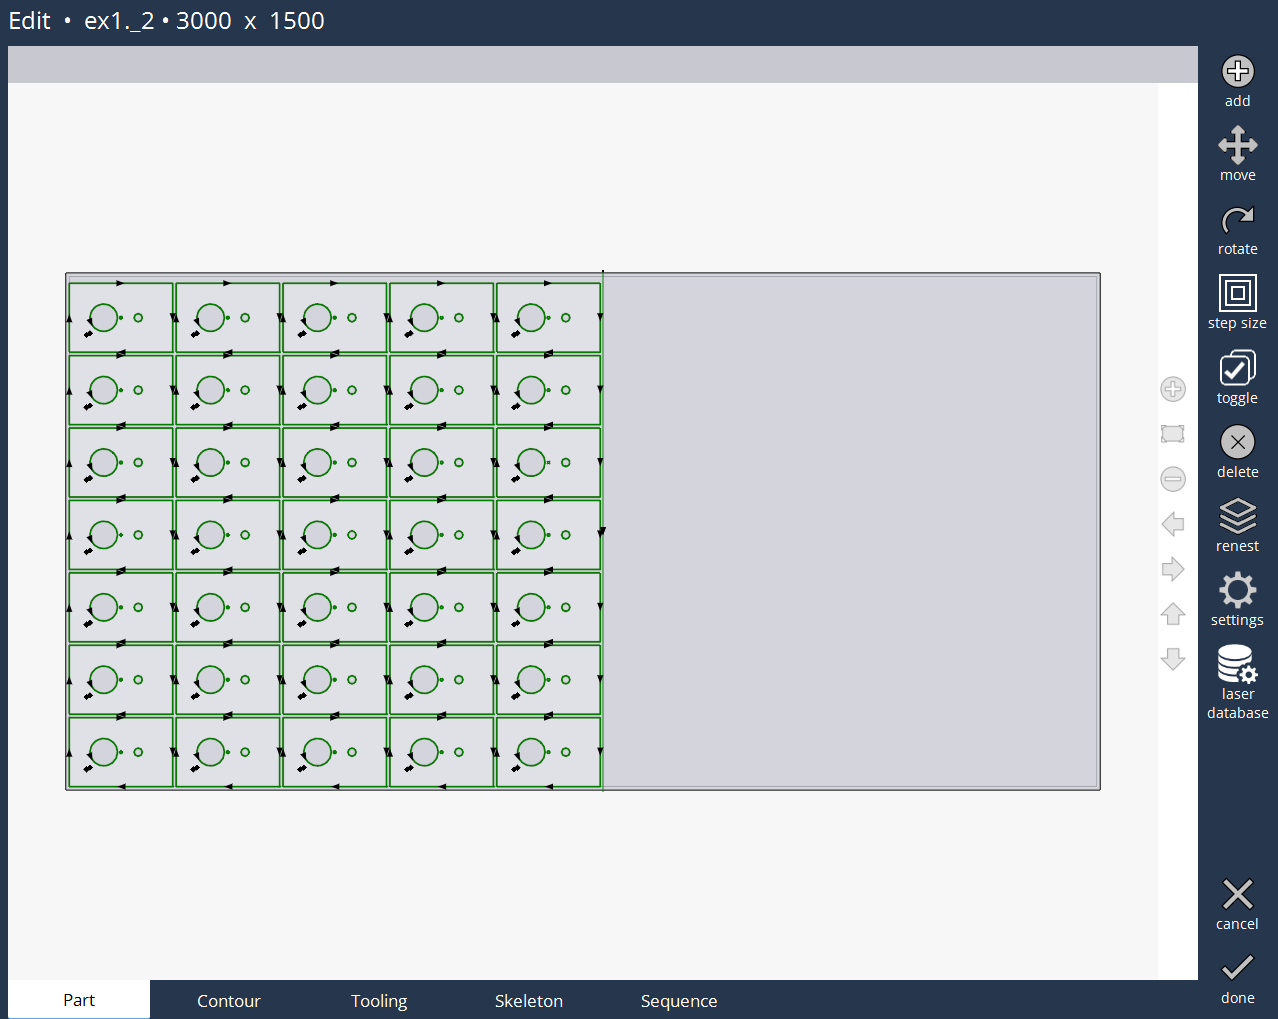 Edit • ex1._2 • 3000 x 1500
add
move
rotate
step size
toggle
delete
renest
settings
laser
database
cancel
done
Part
Contour
Tooling
Skeleton
Sequence